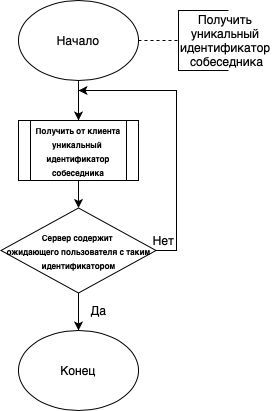 Начало
Получить
уникальный
идентификатор
собеседника
Получить от клиента
уникальный
идентификатор
собеседника
Сервер содержит
ожидающего пользователя с таким
идентификатором
Нет
Да
Конец